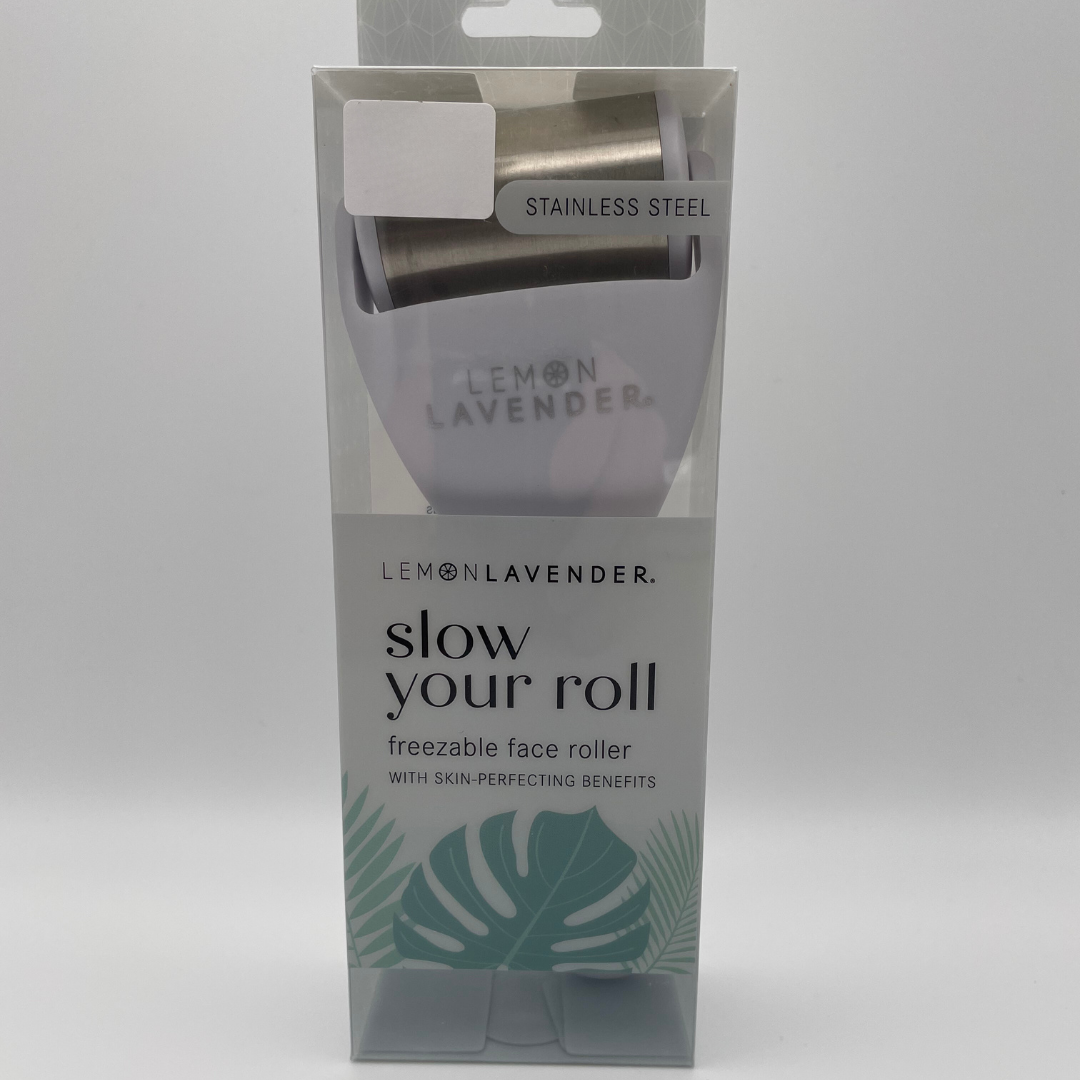 STAINLESS STEEL
LEMON
LAVENDER®
LEMONLAVENDER®
slow
your roll
freezable face roller
WITH SKIN-PERFECTING BENEFITS